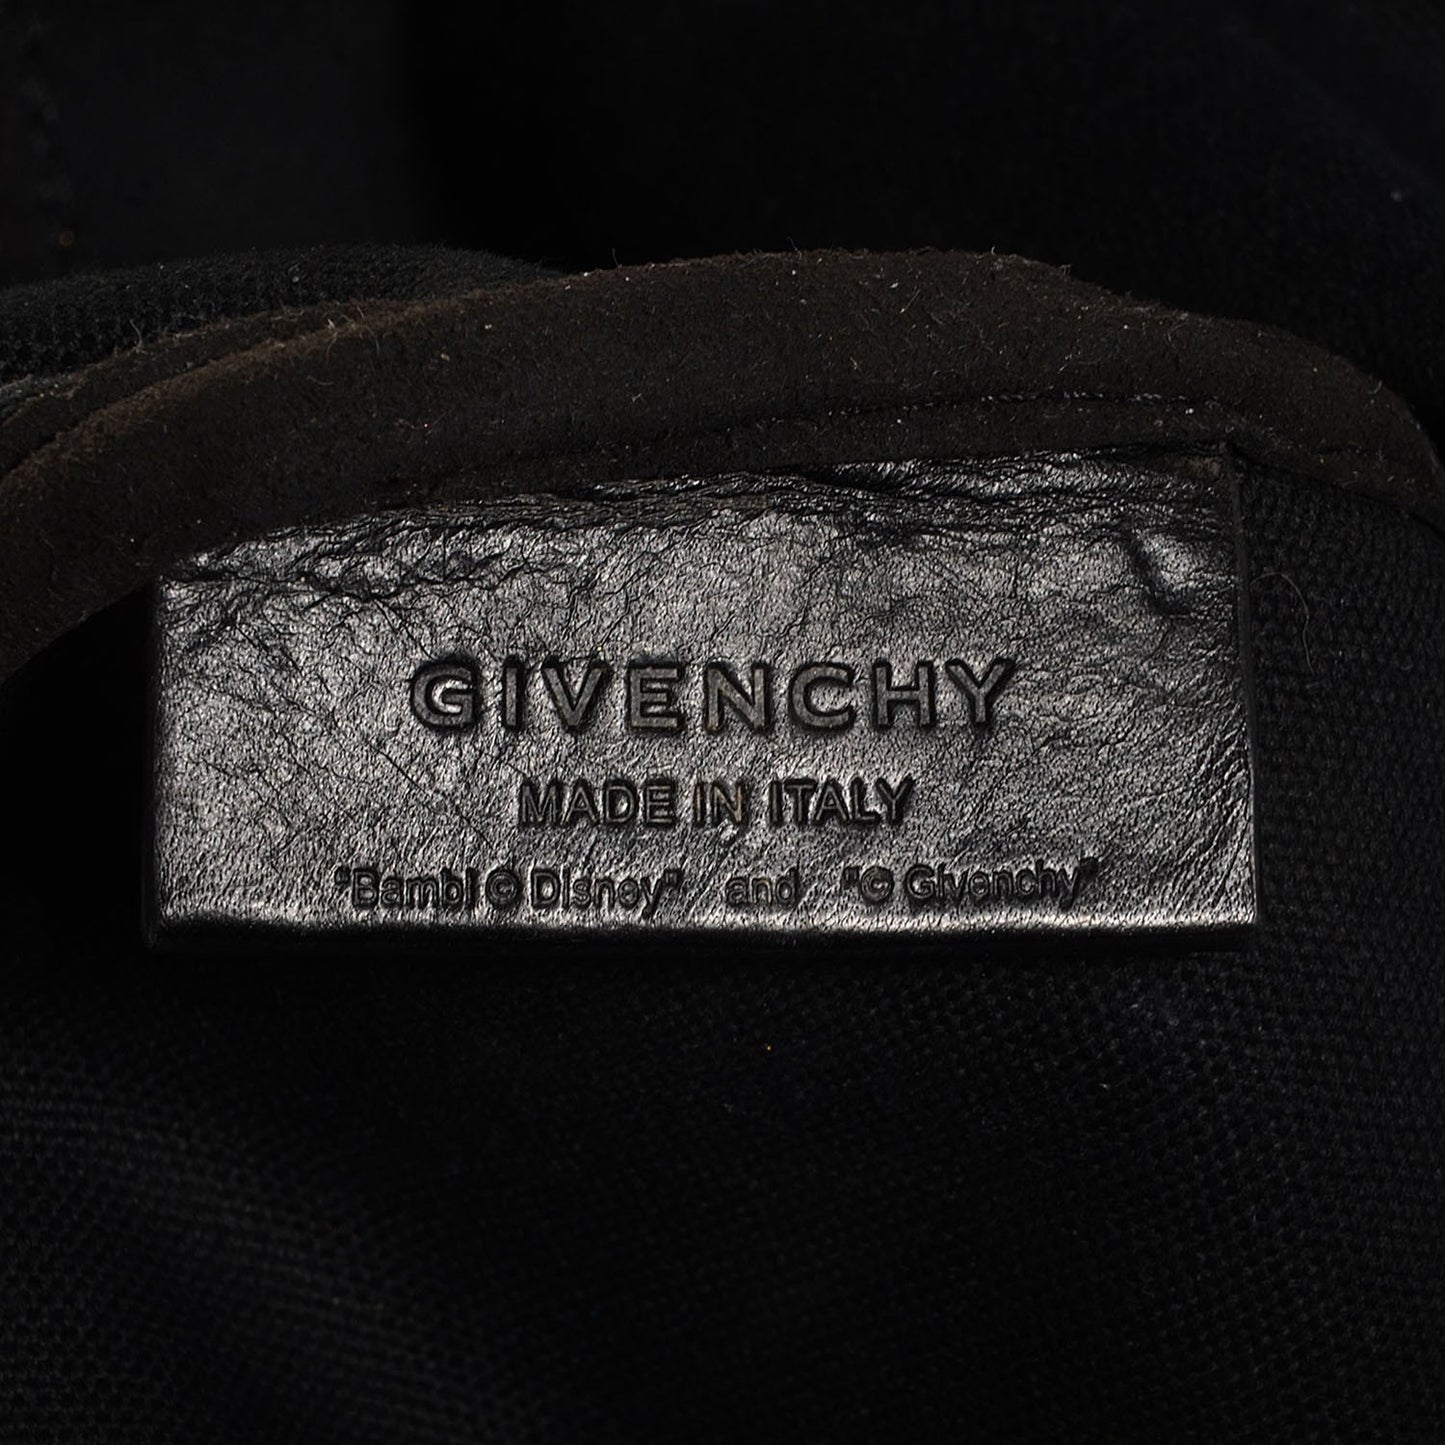 GIVENCHY
MADE IN ITALY
"Bambi © Disney" and "© Givenchy"